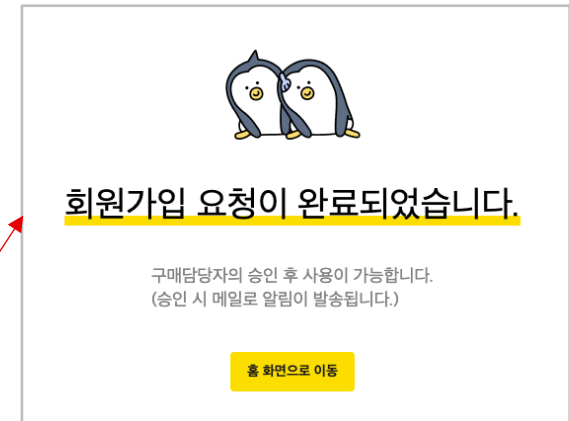 회원가입 요청이 완료되었습니다.
구매담당자의 승인 후 사용이 가능합니다.
(승인 시 메일로 알림이 발송됩니다.)
홈 화면으로 이동